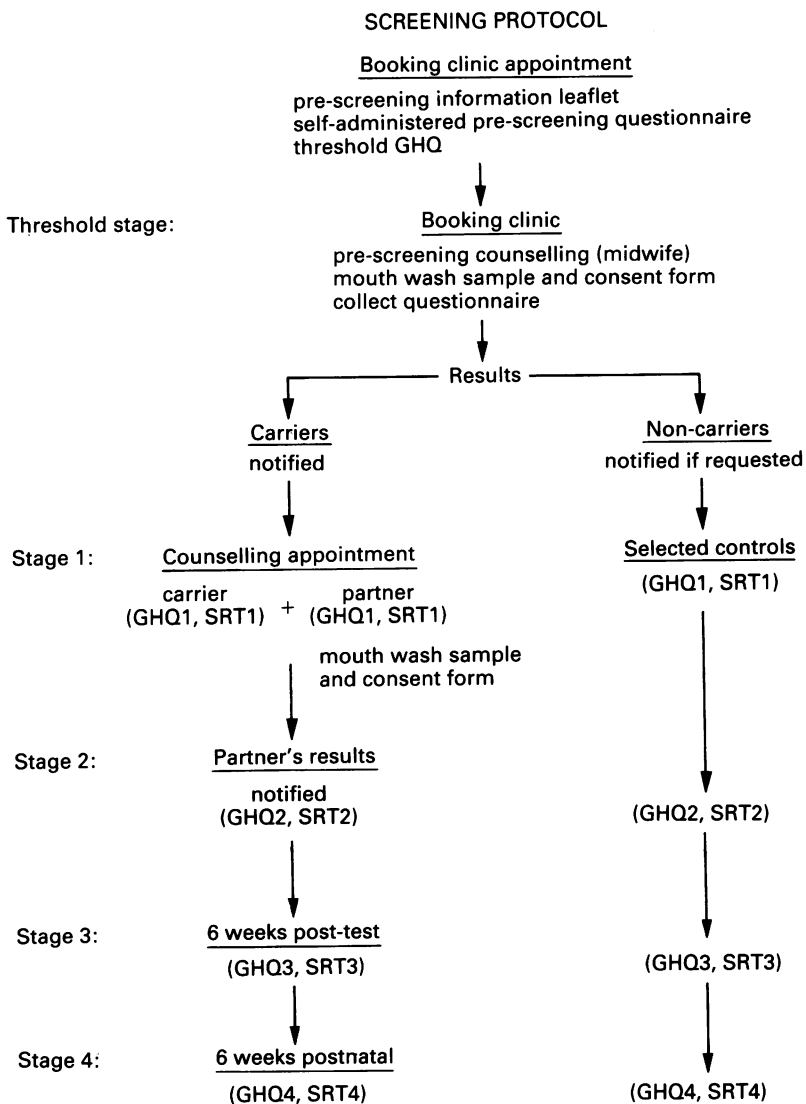 SCREENING PROTOCOL
Booking clinic appointment
pre-screening information leaflet
self-administered pre-screening questionnaire
threshold GHQ
Threshold stage:
Booking clinic
pre-screening counselling (midwife)
mouth wash sample and consent form
collect questionnaire
Results
Carriers
notified
Non-carriers
notified if requested
Stage 1:
Counselling appointment
carrier + partner
(GHQ1, SRT1) (GHQ1, SRT1)
mouth wash sample
and consent form
Selected controls
(GHQ1, SRT1)
Stage 2:
Partner's results
notified
(GHQ2, SRT2)
(GHQ2, SRT2)
Stage 3:
6 weeks post-test
(GHQ3, SRT3)
(GHQ3, SRT3)
Stage 4:
6 weeks postnatal
(GHQ4, SRT4)
(GHQ4, SRT4)